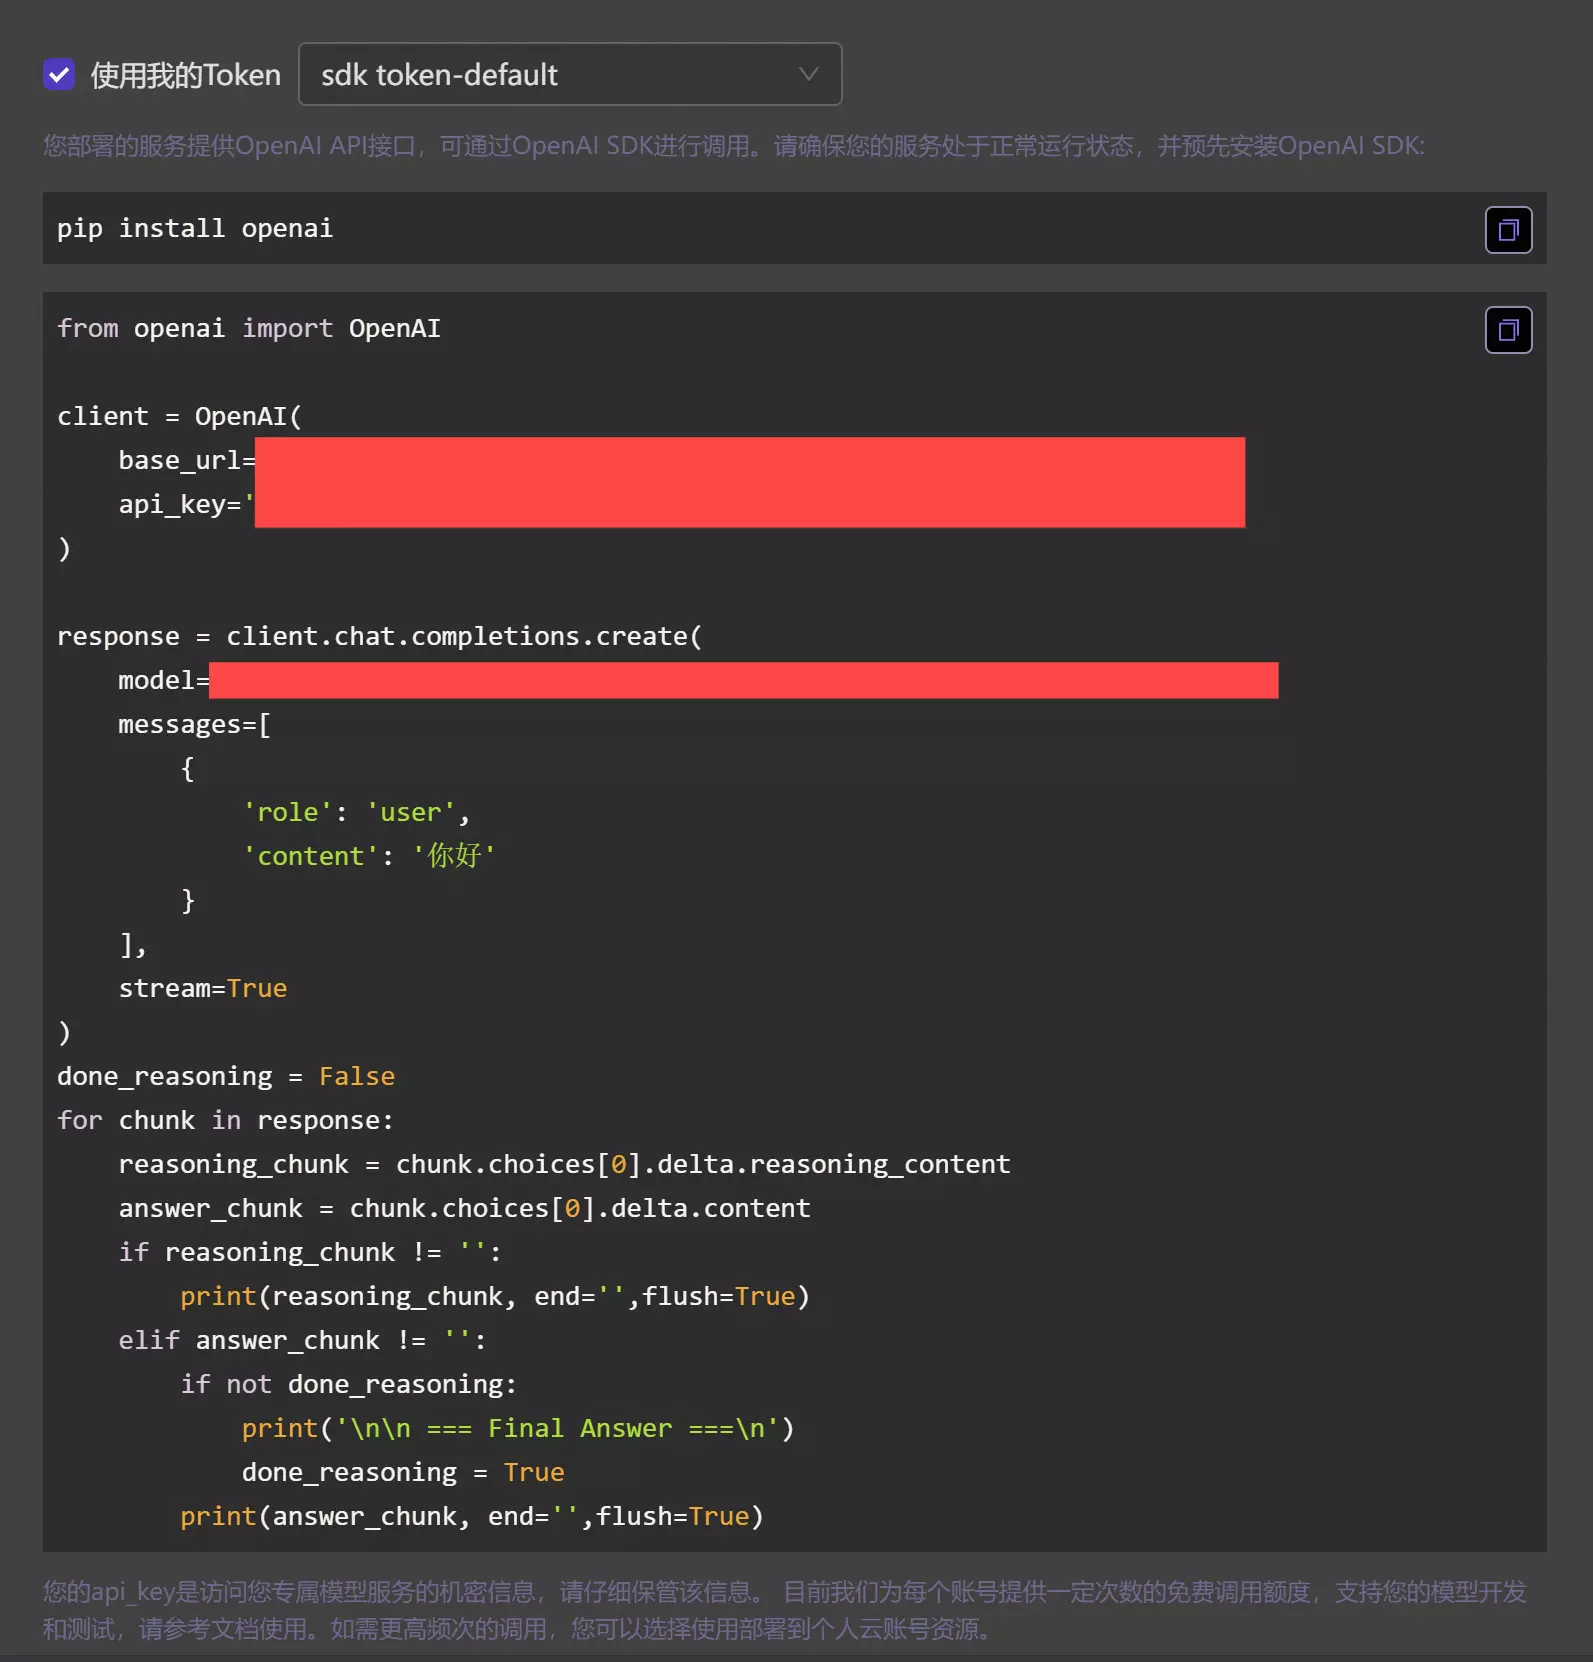 使用我的Token
sdk token-default
您部署的服务提供OpenAI API接口，可通过OpenAI SDK进行调用。请确保您的服务处于正常运行状态，并预先安装OpenAI SDK:
pip install openai
from openai import OpenAI
client = OpenAI(
    base_url=
    api_key='
)
response = client.chat.completions.create(
    model=
    messages=[
        {
            'role': 'user',
            'content': '你好'
        }
    ],
    stream=True
)
done_reasoning = False
for chunk in response:
    reasoning_chunk = chunk.choices[0].delta.reasoning_content
    answer_chunk = chunk.choices[0].delta.content
    if reasoning_chunk != '':
        print(reasoning_chunk, end='',flush=True)
    elif answer_chunk != '':
        if not done_reasoning:
            print('\n\n === Final Answer ===\n')
            done_reasoning = True
        print(answer_chunk, end='',flush=True)
您的api_key是访问您专属模型服务的机密信息，请仔细保管该信息。 目前我们为每个账号提供一定次数的免费调用额度，支持您的模型开发
和测试，请参考文档使用。如需更高频次的调用，您可以选择使用部署到个人云账号资源。